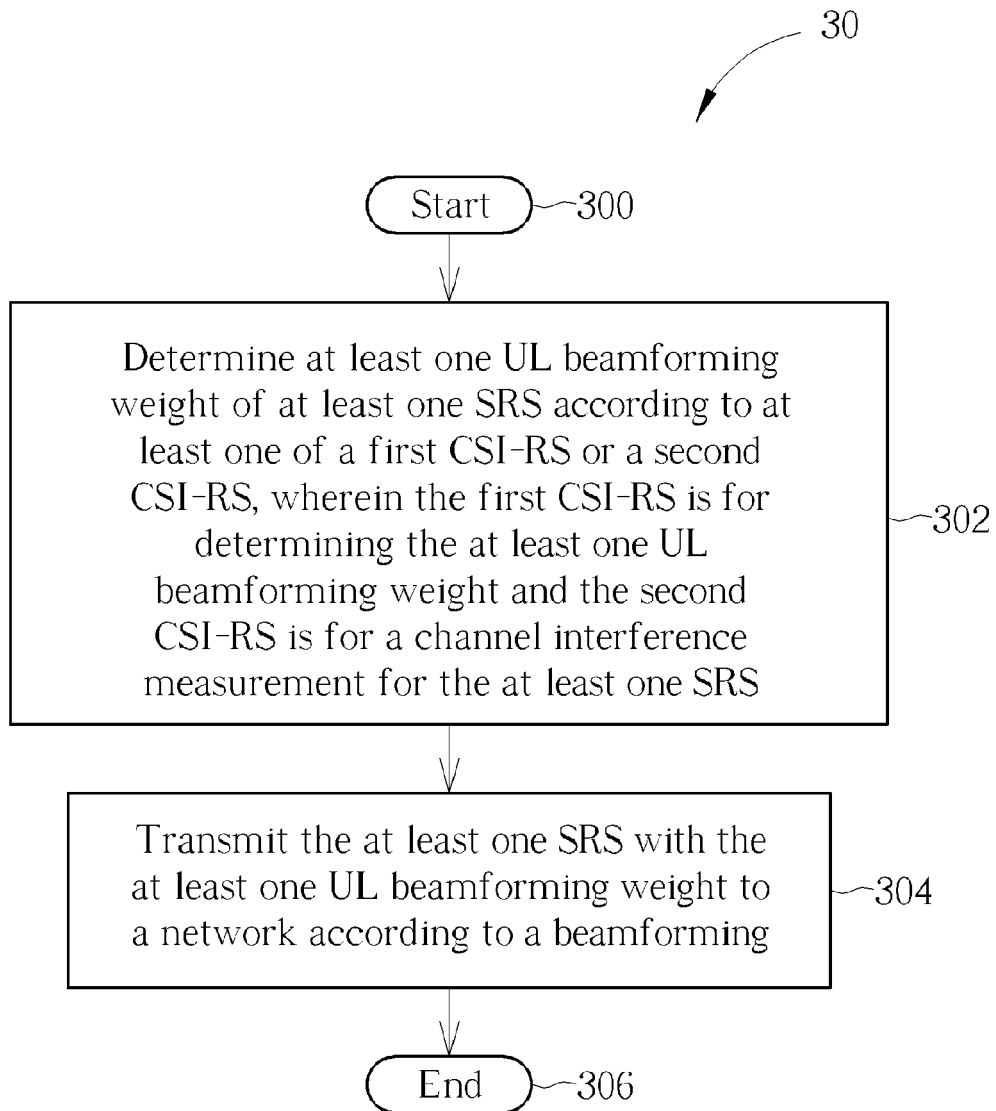 30
Start
300
Determine at least one UL beamforming
weight of at least one SRS according to at
least one of a first CSI-RS or a second
CSI-RS, wherein the first CSI-RS is for
determining the at least one UL
beamforming weight and the second
CSI-RS is for a channel interference
measurement for the at least one SRS
302
Transmit the at least one SRS with the
at least one UL beamforming weight to
a network according to a beamforming
304
End
306